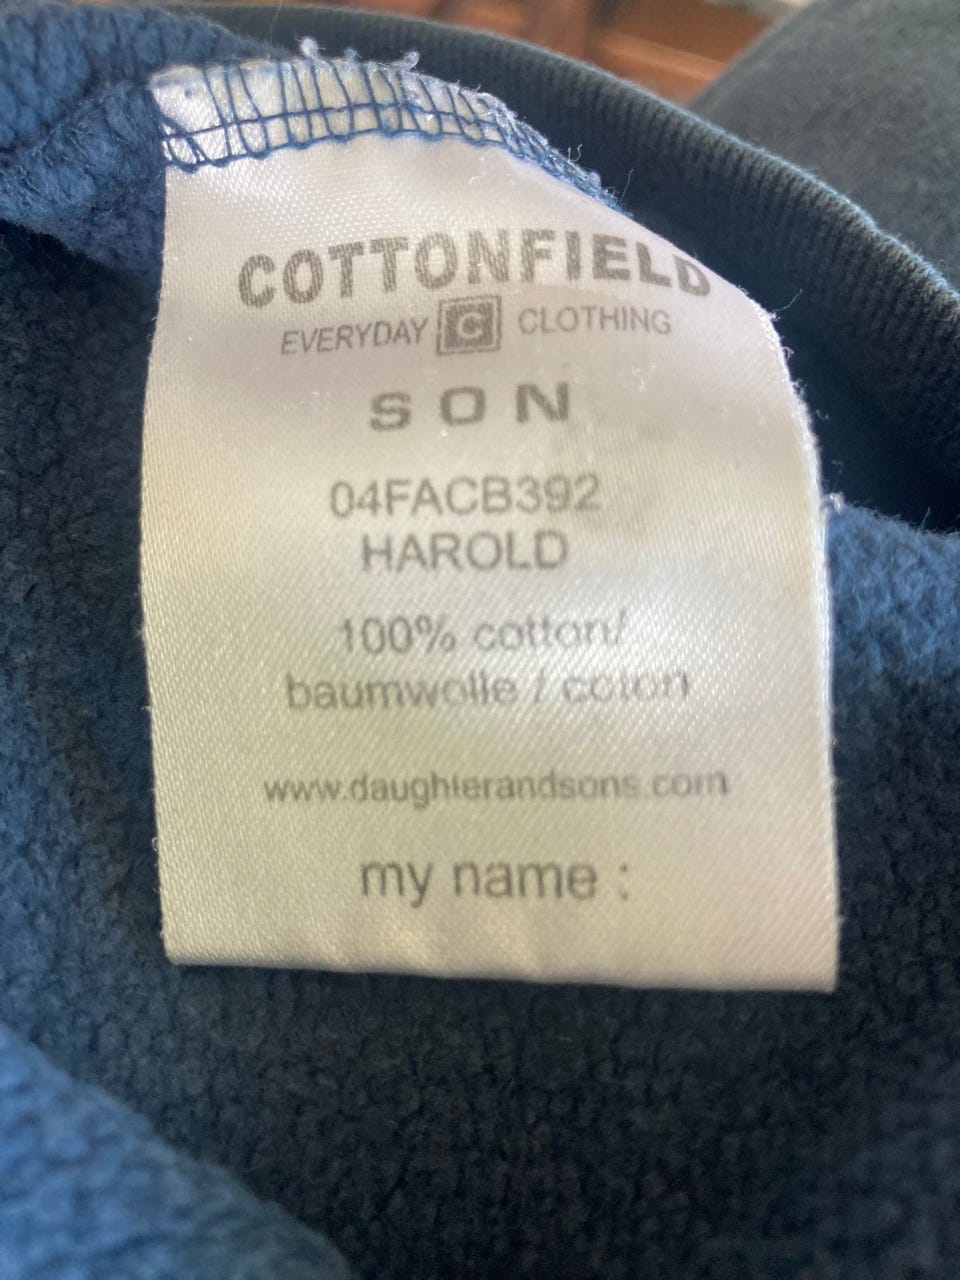 COTTONFIELD
EVERYDAY C CLOTHING
SON
04FACB392
HAROLD
100% cotton/
baumwolle / coton
www.daughterandsons.com
my name :